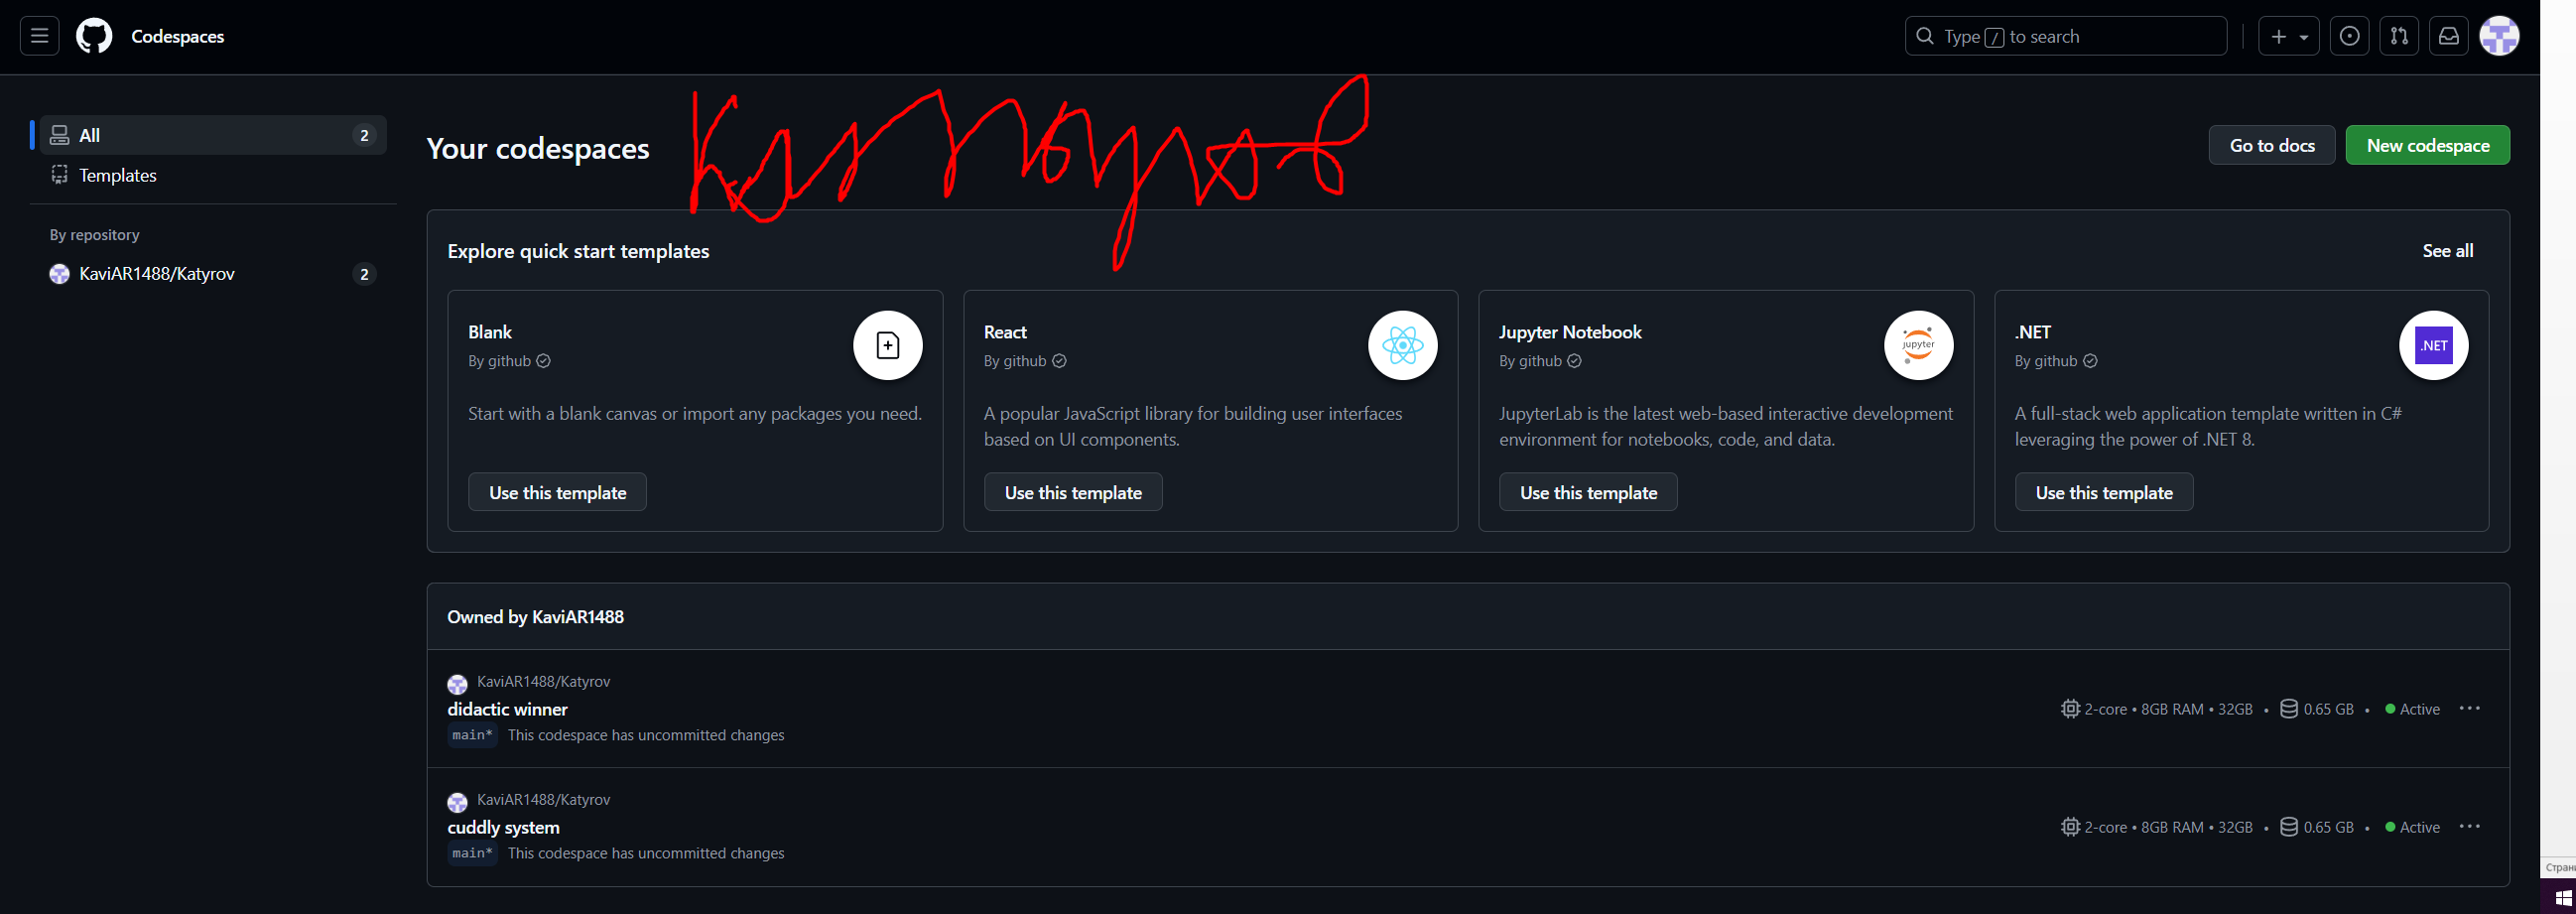 Codespaces
Type / to search
All 2
Templates
By repository
KaviAR1488/Katyrov 2
Your codespaces
Go to docs
New codespace
Explore quick start templates
See all
Blank
By github
Start with a blank canvas or import any packages you need.
Use this template
React
By github
A popular JavaScript library for building user interfaces
based on UI components.
Use this template
Jupyter Notebook
By github
jupyter
JupyterLab is the latest web-based interactive development
environment for notebooks, code, and data.
Use this template
.NET
By github
.NET
A full-stack web application template written in C#
leveraging the power of .NET 8.
Use this template
Owned by KaviAR1488
KaviAR1488/Katyrov
didactic winner
main* This codespace has uncommitted changes
2-core • 8GB RAM • 32GB • 0.65 GB • Active
KaviAR1488/Katyrov
cuddly system
main* This codespace has uncommitted changes
2-core • 8GB RAM • 32GB • 0.65 GB • Active